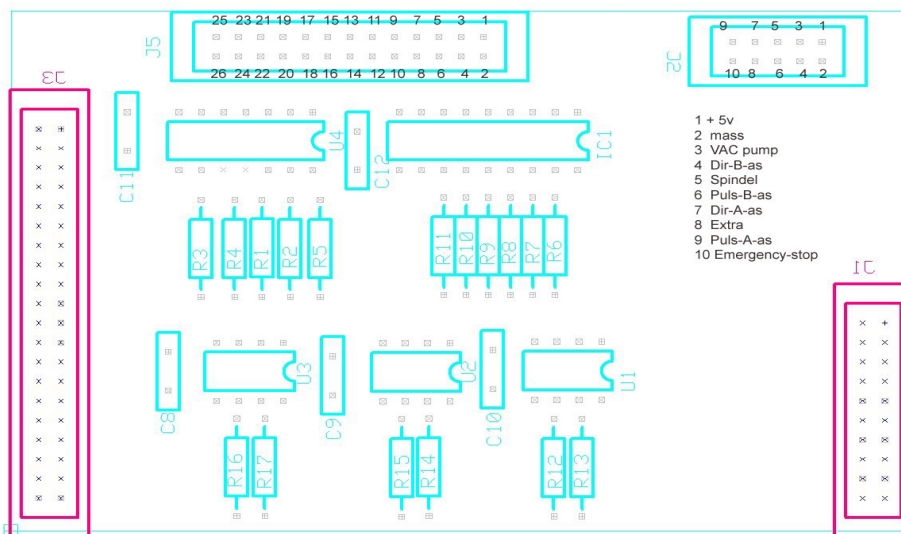 25 23 21 19 17 15 13 11 9 7 5 3 1
J5
26 24 22 20 18 16 14 12 10 8 6 4 2
9 7 5 3 1
J2
10 8 6 4 2
J3
C11
U4
C12
IC1
1 + 5v
2 mass
3 VAC pump
4 Dir-B-as
5 Spindel
6 Puls-B-as
7 Dir-A-as
8 Extra
9 Puls-A-as
10 Emergency-stop
R3 R4 R1 R2 R5
R11 R10 R9 R8 R7 R6
J1
C8
U3
C9
U2
C10
U1
R16 R17
R15 R14
R12 R13